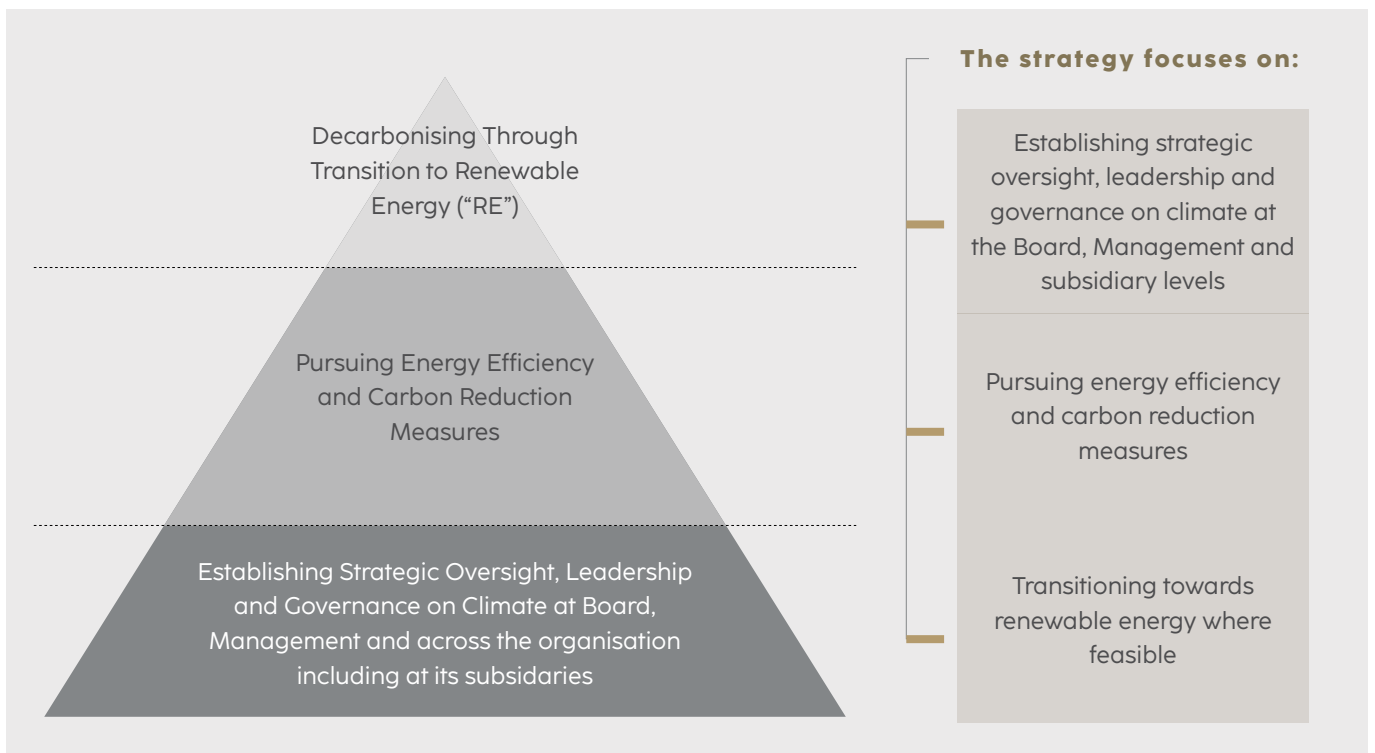 Decarbonising Through
Transition to Renewable
Energy (“RE”)
Pursuing Energy Efficiency
and Carbon Reduction
Measures
Establishing Strategic Oversight, Leadership
and Governance on Climate at Board,
Management and across the organisation
including at its subsidaries
The strategy focuses on:
Establishing strategic
oversight, leadership and
governance on climate at
the Board, Management and
subsidiary levels
Pursuing energy efficiency
and carbon reduction
measures
Transitioning towards
renewable energy where
feasible